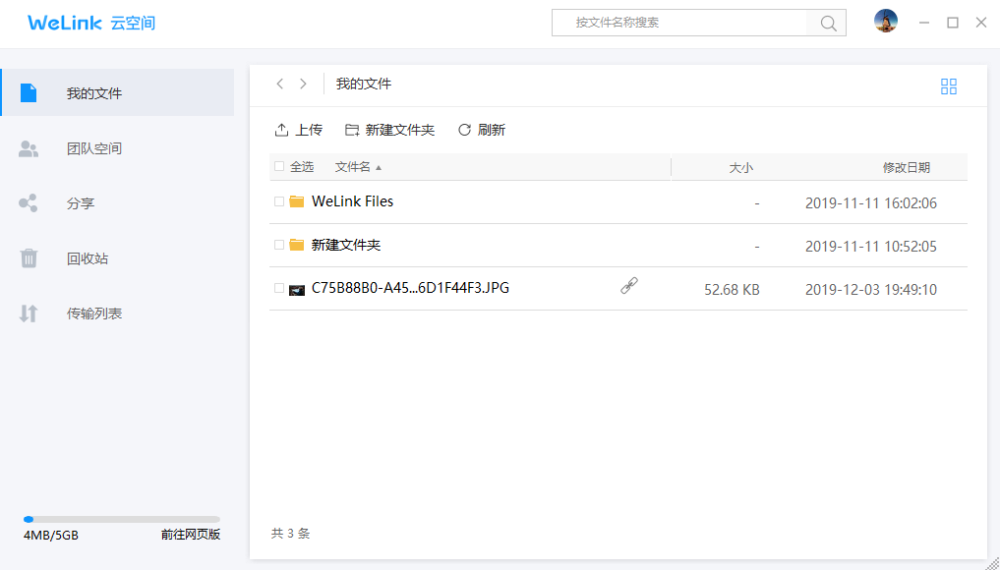 WeLink 云空间
按文件名称搜索
我的文件
团队空间
分享
回收站
传输列表
4MB/5GB 前往网页版
我的文件
上传 新建文件夹 刷新
全选 文件名 大小 修改日期
WeLink Files - 2019-11-11 16:02:06
新建文件夹 - 2019-11-11 10:52:05
C75B88B0-A45...6D1F44F3.JPG 52.68 KB 2019-12-03 19:49:10
共 3 条